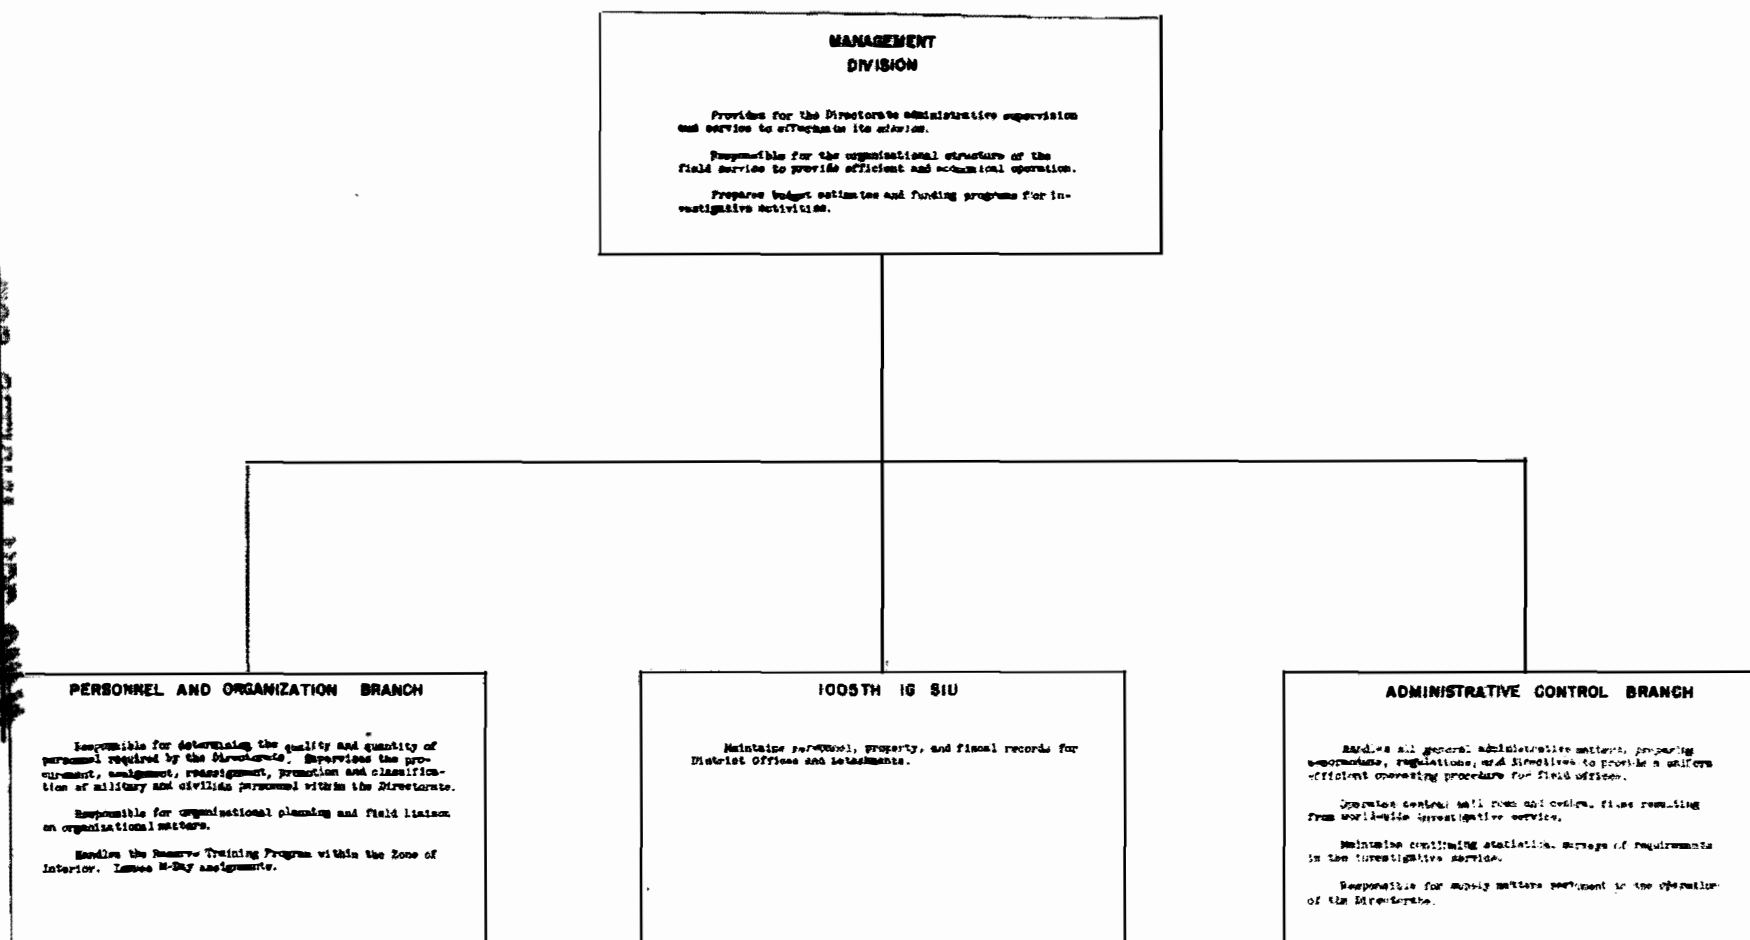 MANAGEMENT
DIVISION
Provides for the Directorate administrative supervision
and service to effectuate its mission.
Responsible for the organizational structure of the
field service to provide efficient and economical operation.
Prepares budget estimates and funding programs for in-
vestigative activities.
PERSONNEL AND ORGANIZATION BRANCH
Responsible for determining the quality and quantity of
personnel required by the Directorate. Supervises the pro-
curement, assignment, reassignment, promotion and classifica-
tion of military and civilian personnel within the Directorate.
Responsible for organizational planning and field liaison
on organizational matters.
Handles the Reserve Training Program within the Zone of
Interior. Issues M-Day assignments.
1005TH IG SIU
Maintains personnel, property, and fiscal records for
District Offices and Detachments.
ADMINISTRATIVE CONTROL BRANCH
Handles all general administrative matters, preparing
memorandums, regulations, and directives to provide a uniform
efficient operating procedure for field offices.
Operates central mail room and central files resulting
from world-wide investigative service.
Maintains continuing statistical surveys of requirements
in the investigative service.
Responsible for supply matters pertinent to the operation
of the Directorate.